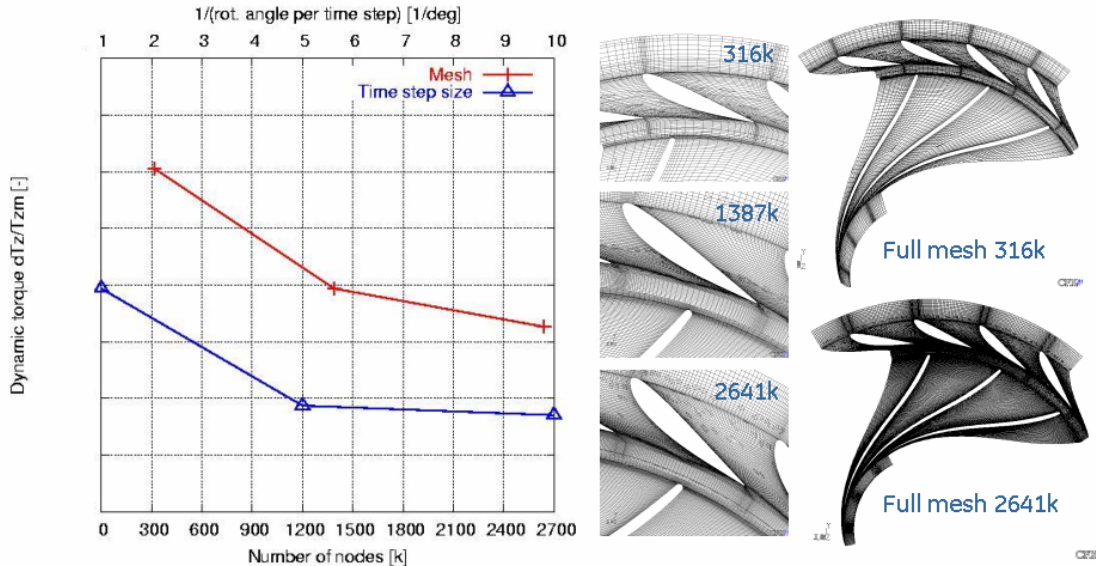 1/(rot. angle per time step) [1/deg]
1 2 3 4 5 6 7 8 9 10
Mesh
Time step size
Dynamic torque dTz/Tzm [-]
0 300 600 900 1200 1500 1800 2100 2400 2700
Number of nodes [k]
316k
1387k
2641k
Full mesh 316k
Full mesh 2641k